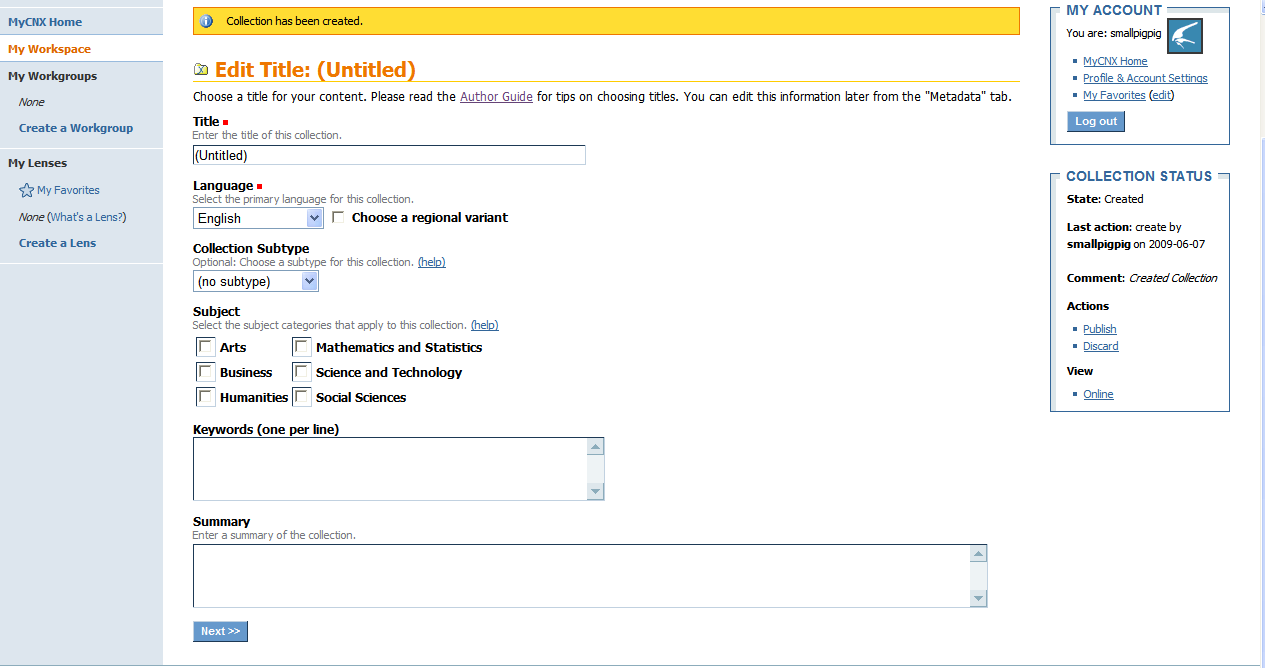 MyCNX Home
My Workspace
My Workgroups
None
Create a Workgroup
My Lenses
My Favorites
None (What's a Lens?)
Create a Lens
Collection has been created.
Edit Title: (Untitled)
Choose a title for your content. Please read the Author Guide for tips on choosing titles. You can edit this information later from the "Metadata" tab.
Title
Enter the title of this collection.
(Untitled)
Language
Select the primary language for this collection.
English Choose a regional variant
Collection Subtype
Optional: Choose a subtype for this collection. (help)
(no subtype)
Subject
Select the subject categories that apply to this collection. (help)
Arts Mathematics and Statistics
Business Science and Technology
Humanities Social Sciences
Keywords (one per line)
Summary
Enter a summary of the collection.
Next >>
MY ACCOUNT
You are: smallpigpig
MyCNX Home
Profile & Account Settings
My Favorites (edit)
Log out
COLLECTION STATUS
State: Created
Last action: create by
smallpigpig on 2009-06-07
Comment: Created Collection
Actions
Publish
Discard
View
Online